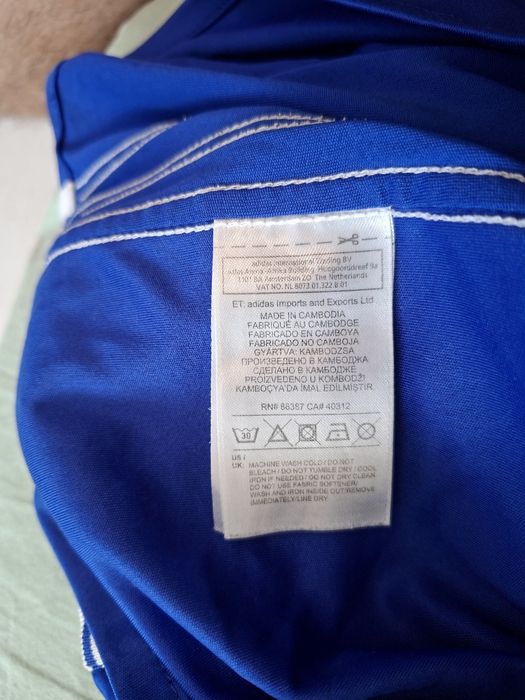 adidas International Trading BV
adidas Arena -Afrika Building, Hoogoorddreef 9a
1101 BA Amsterdam ZO The Netherlands
VAT NO. NL 8073.01.322.B.01
ET: adidas Imports and Exports Ltd
MADE IN CAMBODIA
FABRIQUÉ AU CAMBODGE
FABRICADO EN CAMBOYA
FABRICADO NO CAMBOJA
GYÁRTVA: KAMBODZSA
ПРОИЗВЕДЕНО В КАМБОДЖА
СДЕЛАНО В КАМБОДЖЕ
PROIZVEDENO U KOMBODŽI
KAMBOÇYA'DA İMAL EDİLMİŞTİR.
RN# 88387 CA# 40312
30
US /
UK: MACHINE WASH COLD / DO NOT
BLEACH / DO NOT TUMBLE DRY / COOL
IRON IF NEEDED / DO NOT DRY CLEAN
DO NOT USE FABRIC SOFTENER/
WASH AND IRON INSIDE OUT/REMOVE
IMMEDIATELY/LINE DRY